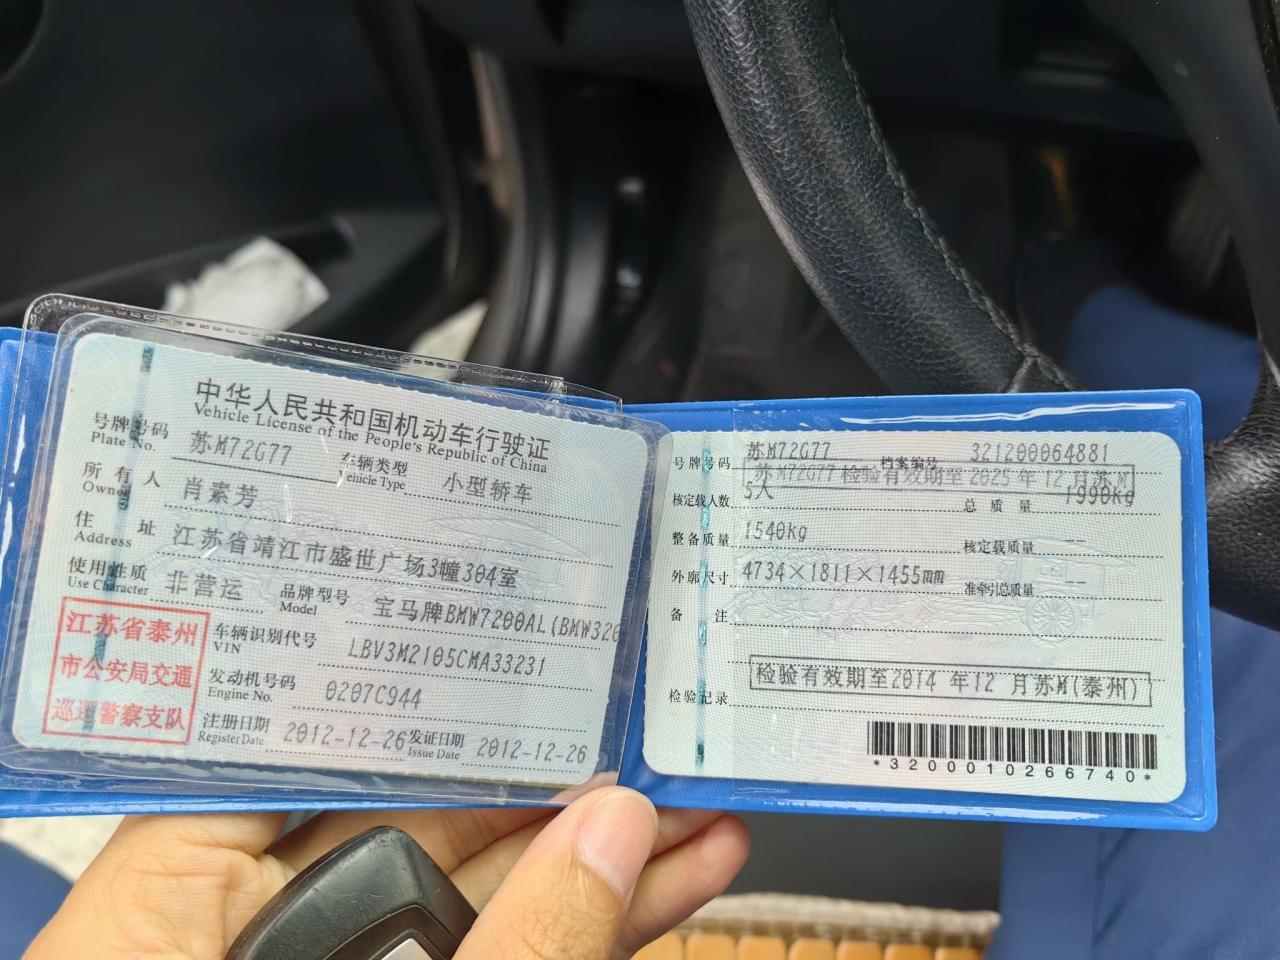 中华人民共和国机动车行驶证
Vehicle License of the People's Republic of China
号牌号码 苏M72G77 车辆类型 小型轿车
Plate No. Vehicle Type
所有人 肖素芳
Owner
住址 江苏省靖江市盛世广场3幢304室
Address
使用性质 非营运 品牌型号 宝马牌BMW7200AL(BMW320
Use Character Model
江苏省泰州
市公安局交通
巡逻警察支队
车辆识别代号 LBV3M2105CMA33231
VIN
发动机号码 0207C944
Engine No.
注册日期 2012-12-26 发证日期 2012-12-26
Register Date Issue Date
号牌号码 苏M72G77 档案编号 321200064881
苏M72G77 检验有效期至2025年12月苏M
核定载人数 5人 总质量 1990kg
整备质量 1540kg 核定载质量 --
外廓尺寸 4734×1811×1455mm 准牵引总质量 --
备注
检验有效期至2014年12月苏M(泰州)
检验记录
*3200010266740*